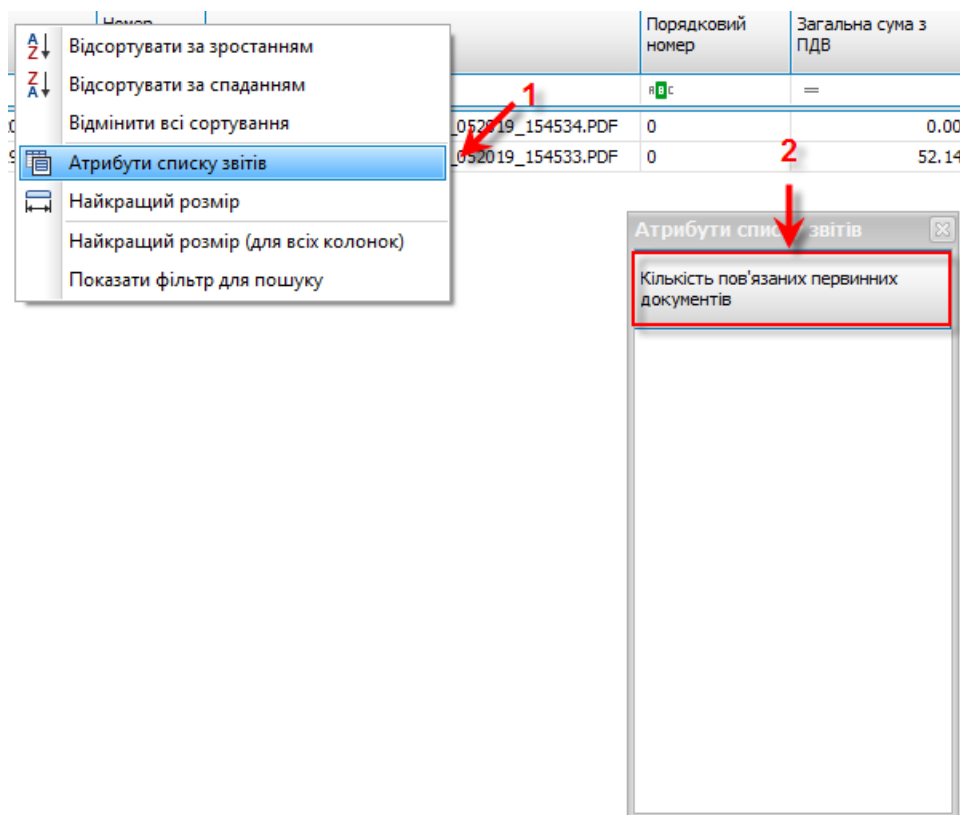 Номер
Порядковий
номер
Загальна сума з
ПДВ
Відсортувати за зростанням
Відсортувати за спаданням
ABC
=
1
Відмінити всі сортування
_052019_154534.PDF 0 0.00
Атрибути списку звітів
_052019_154533.PDF 0 52.14
2
Найкращий розмір
Найкращий розмір (для всіх колонок)
Показати фільтр для пошуку
Атрибути списку звітів
Кількість пов'язаних первинних
документів